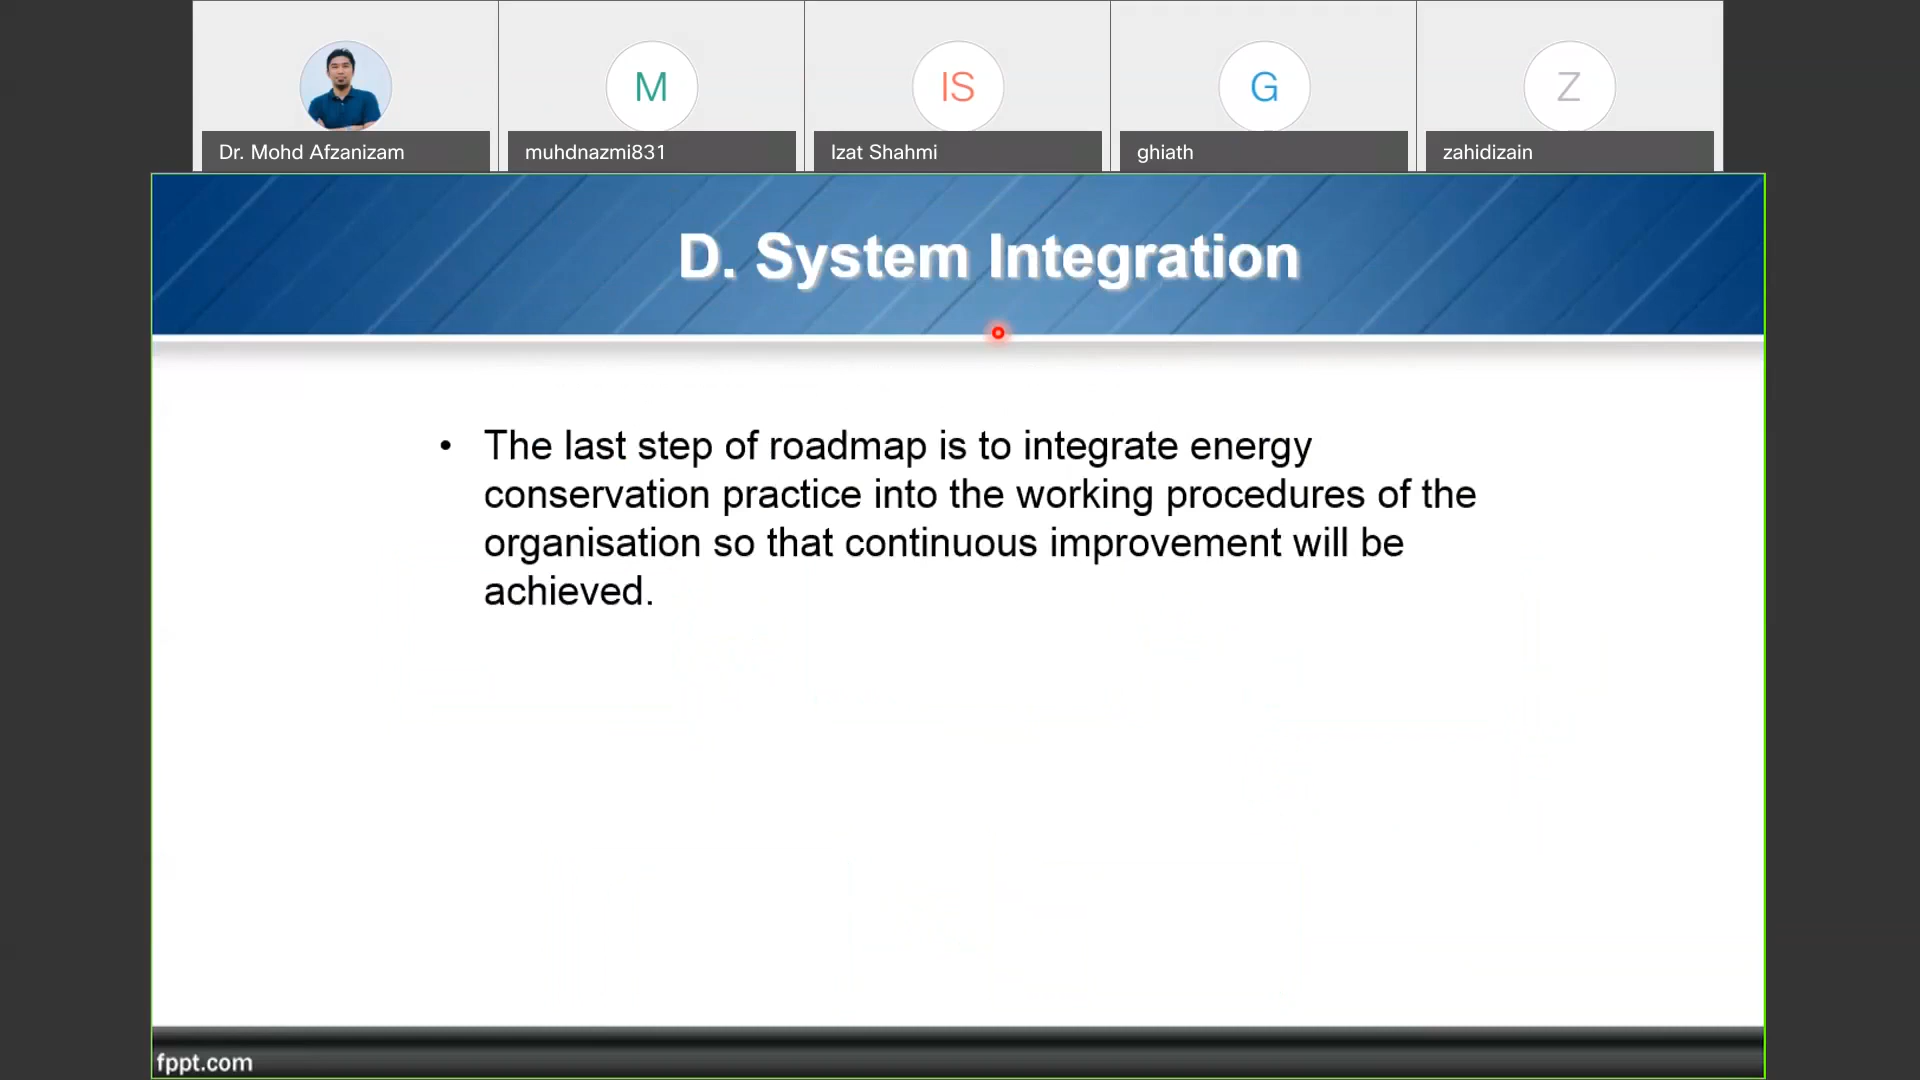 M
IS
G
Z
Dr. Mohd Afzanizam
muhdnazmi831
Izat Shahmi
ghiath
zahidizain
D. System Integration
• The last step of roadmap is to integrate energy
conservation practice into the working procedures of the
organisation so that continuous improvement will be
achieved.
fppt.com